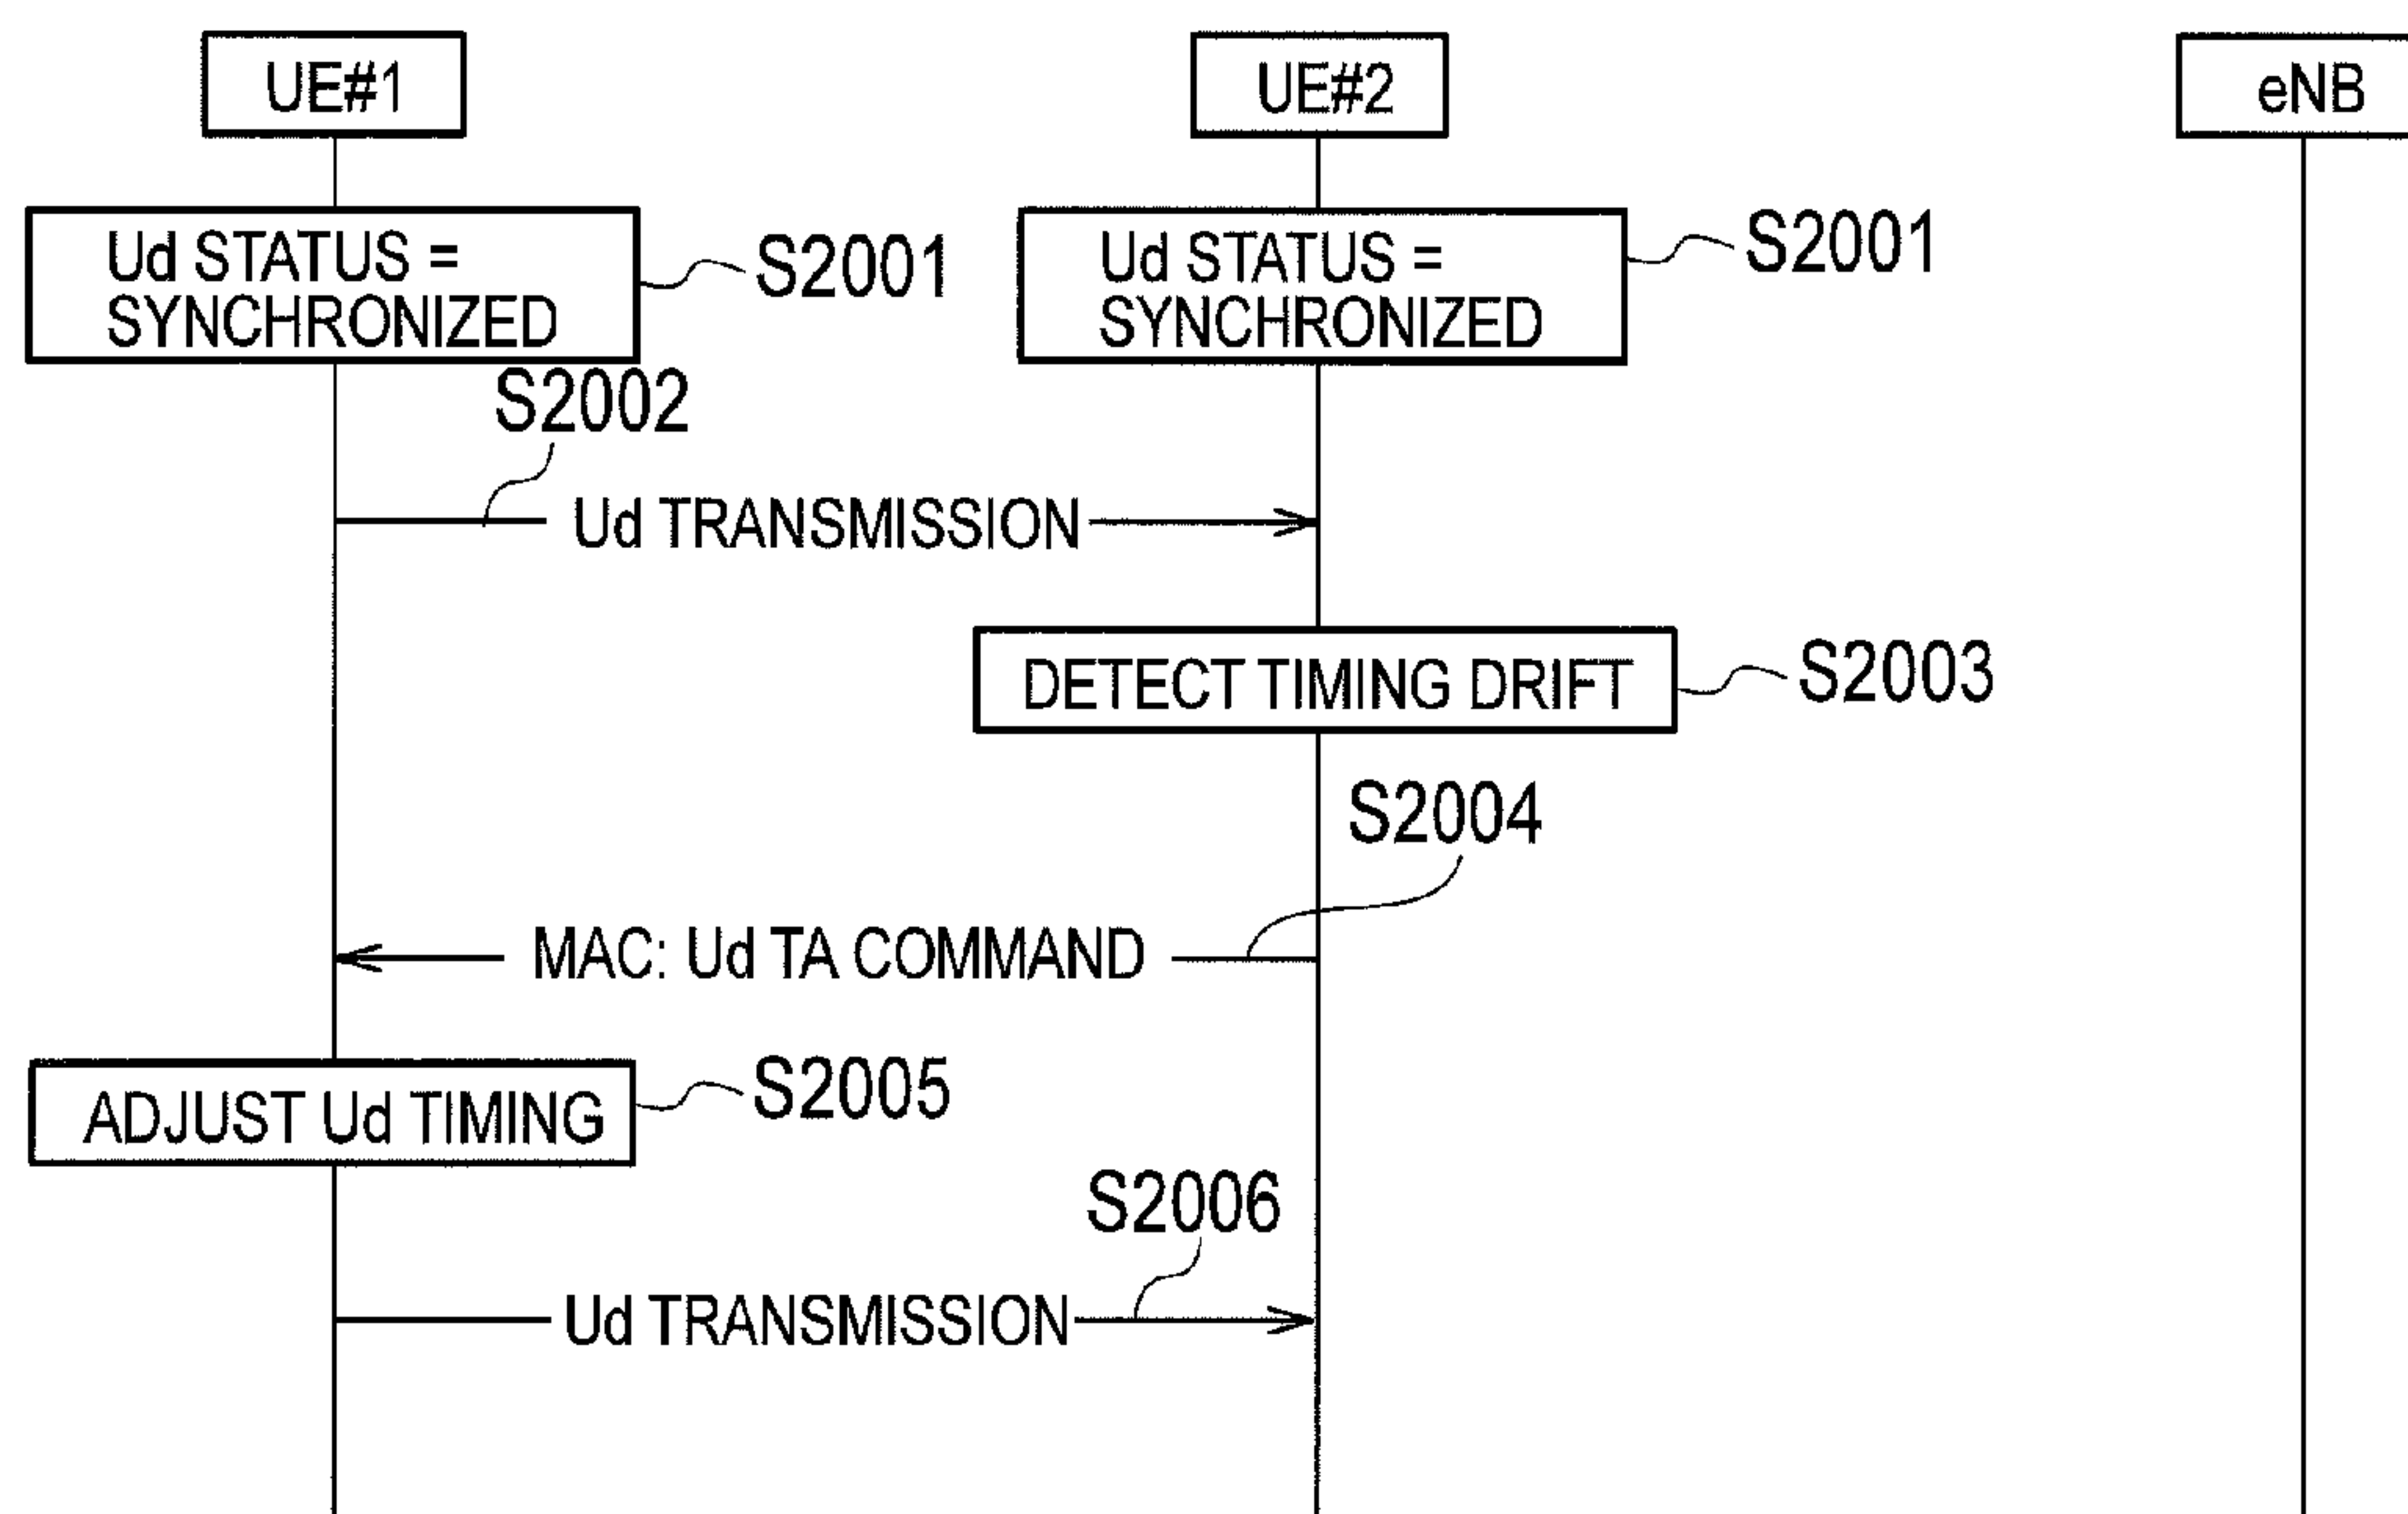 UE#1
UE#2
eNB
Ud STATUS =
SYNCHRONIZED
S2001
Ud STATUS =
SYNCHRONIZED
S2001
S2002
Ud TRANSMISSION
DETECT TIMING DRIFT
S2003
S2004
MAC: Ud TA COMMAND
ADJUST Ud TIMING
S2005
S2006
Ud TRANSMISSION